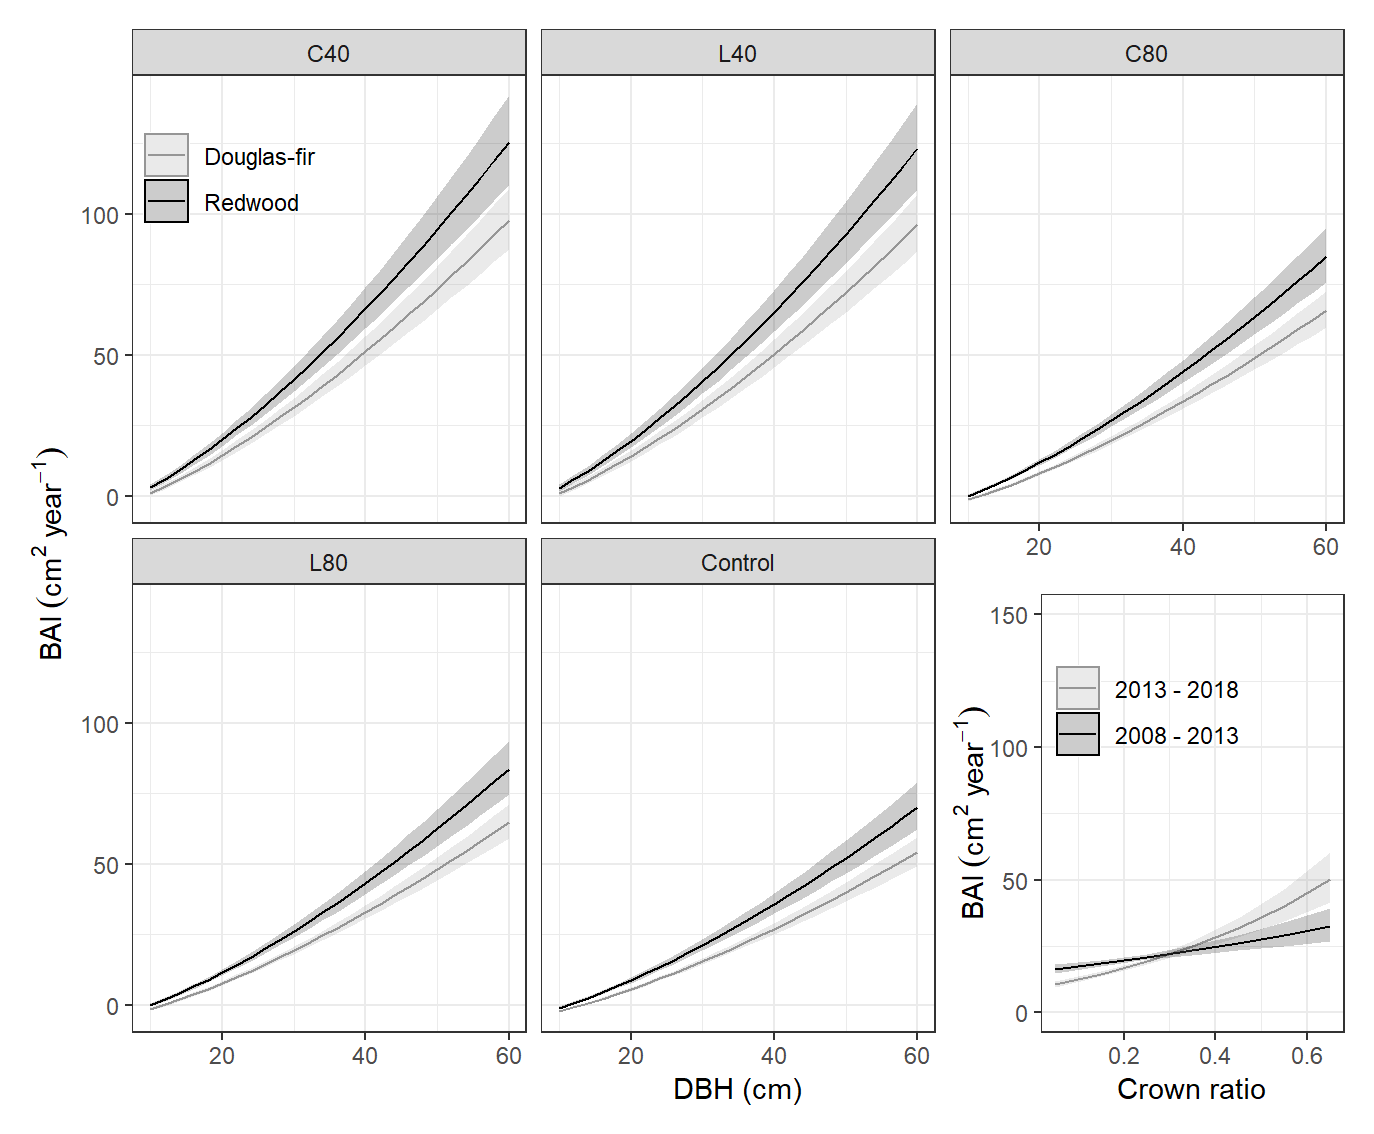 C40
L40
C80
Douglas-fir
Redwood
100
50
0
20 40 60
BAI (cm² year⁻¹)
L80
Control
100
50
0
20 40 60
20 40 60
DBH (cm)
150
100
50
0
2013 - 2018
2008 - 2013
BAI (cm² year⁻¹)
0.2 0.4 0.6
Crown ratio